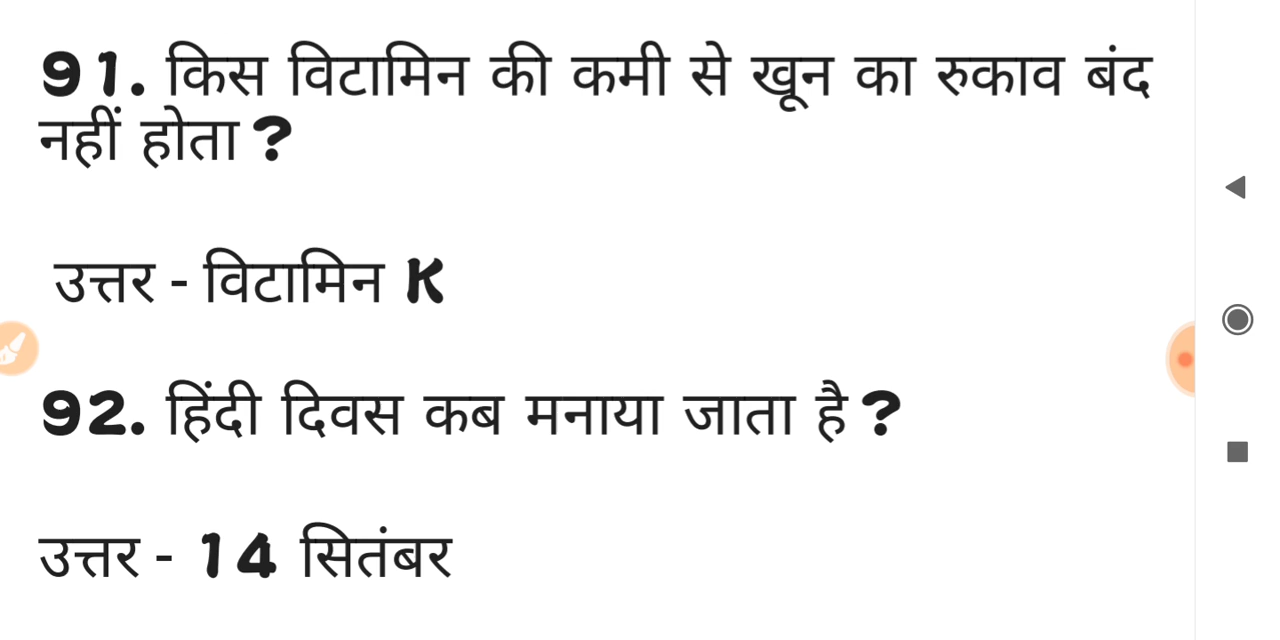 91. किस विटामिन की कमी से खून का रुकाव बंद
नहीं होता?
उत्तर - विटामिन K
92. हिंदी दिवस कब मनाया जाता है?
उत्तर - 14 सितंबर